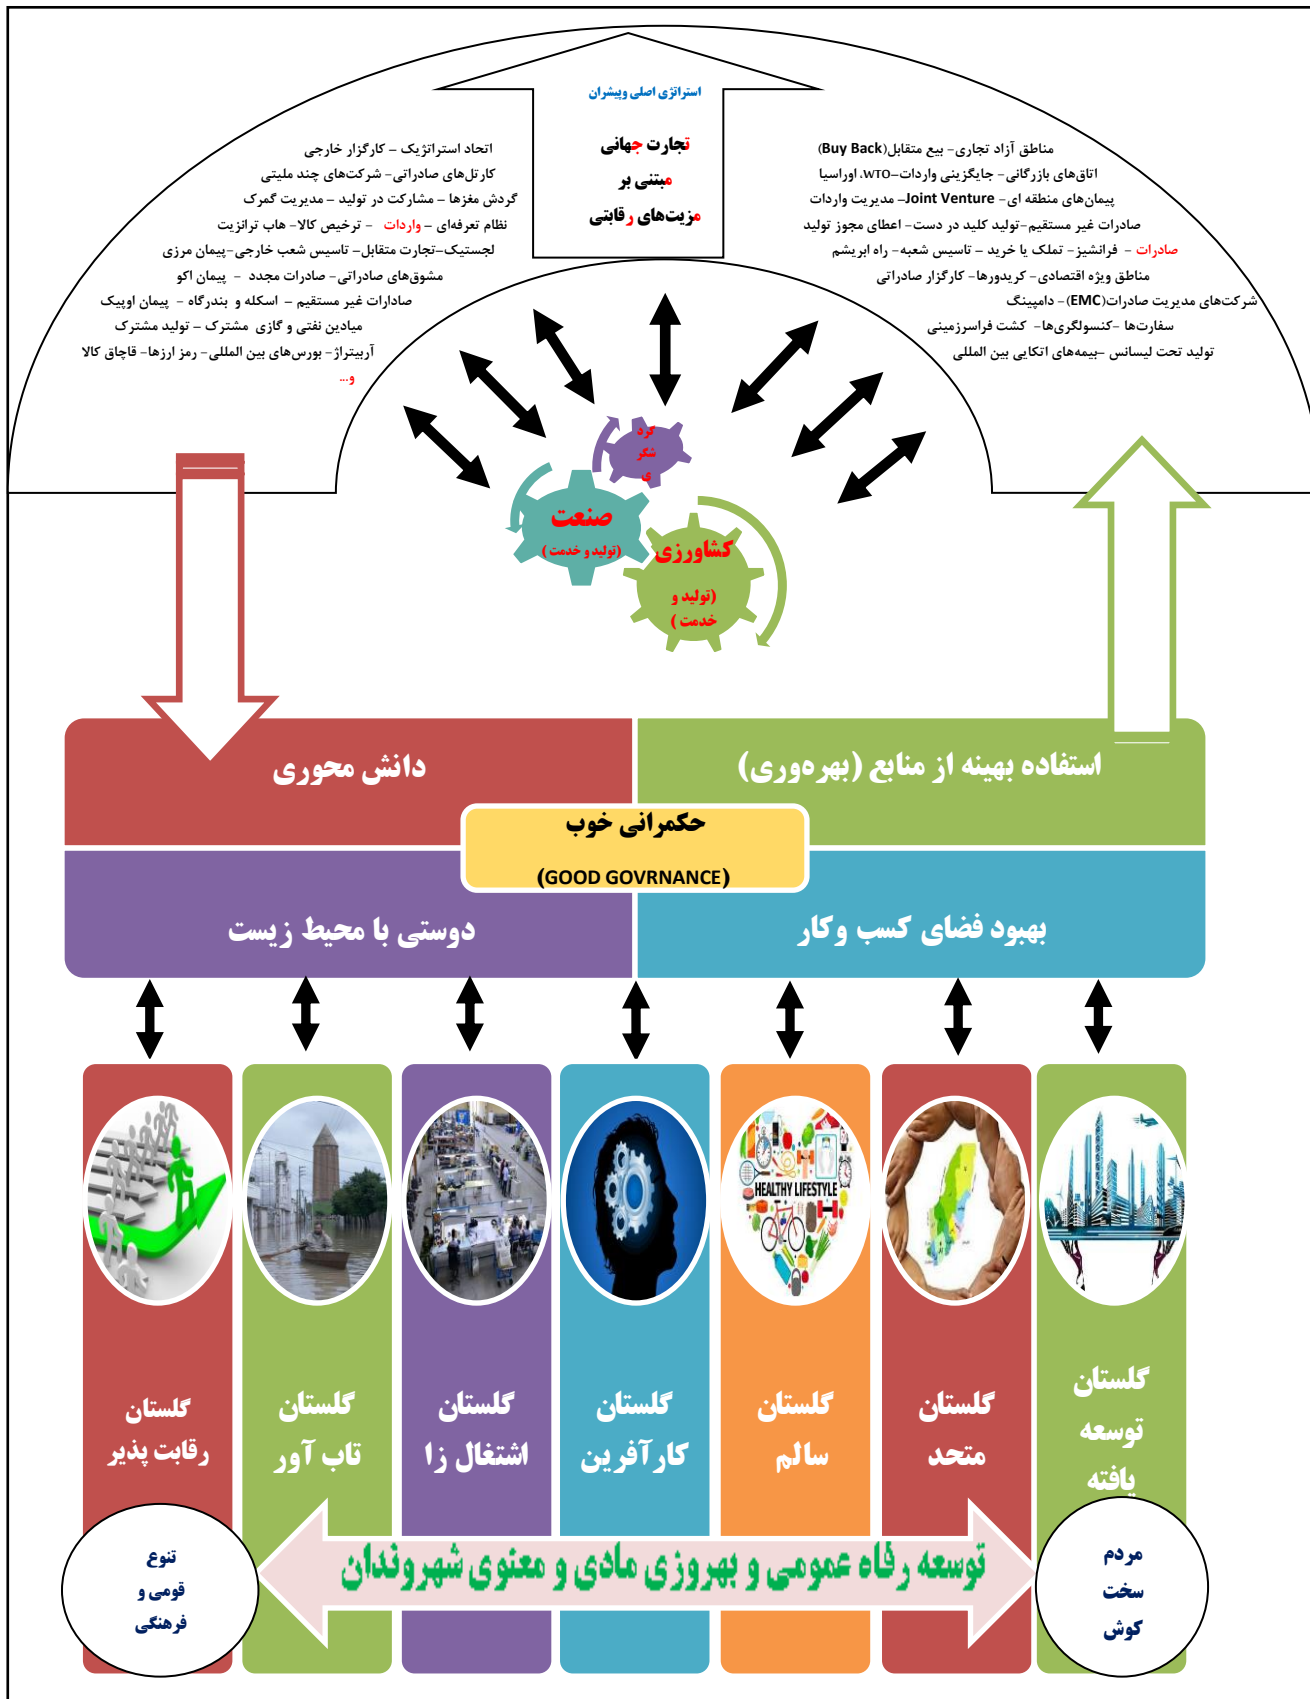 استراتژی اصلی وپیشران
تجارت جهانی
مبتنی بر
مزیت‌های رقابتی
مناطق آزاد تجاری- بیع متقابل(Buy Back)
اتاق‌های بازرگانی- جایگزینی واردات–WTO، اوراسیا
پیمان‌های منطقه ای- Joint Venture– مدیریت واردات
صادرات غیر مستقیم-تولید کلید در دست- اعطای مجوز تولید
صادرات - فرانشیز- تملک یا خرید - تاسیس شعبه- راه ابریشم
مناطق ویژه اقتصادی- کریدورها- کارگزار صادراتی
شرکت‌های مدیریت صادرات(EMC)- دامپینگ
سفارت‌ها -کنسولگری‌ها- کشت فراسرزمینی
تولید تحت لیسانس –بیمه‌های اتکایی بین المللی
اتحاد استراتژیک – کارگزار خارجی
کارتل‌های صادراتی- شرکت‌های چند ملیتی
گردش مغزها – مشارکت در تولید – مدیریت گمرک
نظام تعرفه‌ای – واردات - ترخیص کالا- هاب ترانزیت
لجستیک-تجارت متقابل- تاسیس شعب خارجی-پیمان مرزی
مشوق‌های صادراتی- صادرات مجدد - پیمان اکو
صادارات غیر مستقیم – اسکله و بندرگاه - پیمان اوپیک
میادین نفتی و گازی مشترک – تولید مشترک
آربیتراژ- بورس‌های بین المللی- رمز ارزها- قاچاق کالا
و...
گرد
شگر
ی
صنعت
(تولید و خدمت )
کشاورزی
(تولید و
خدمت )
استفاده بهینه از منابع (بهره‌وری)
دانش محوری
حکمرانی خوب
(GOOD GOVRNANCE)
بهبود فضای کسب وکار
دوستی با محیط زیست
HEALTHY LIFESTYLE
گلستان
توسعه
یافته
گلستان
متحد
گلستان
سالم
گلستان
کارآفرین
گلستان
اشتغال زا
گلستان
تاب آور
گلستان
رقابت پذیر
مردم
سخت
کوش
توسعه رفاه عمومی و بهروزی مادی و معنوی شهروندان
تنوع
قومی و
فرهنگی